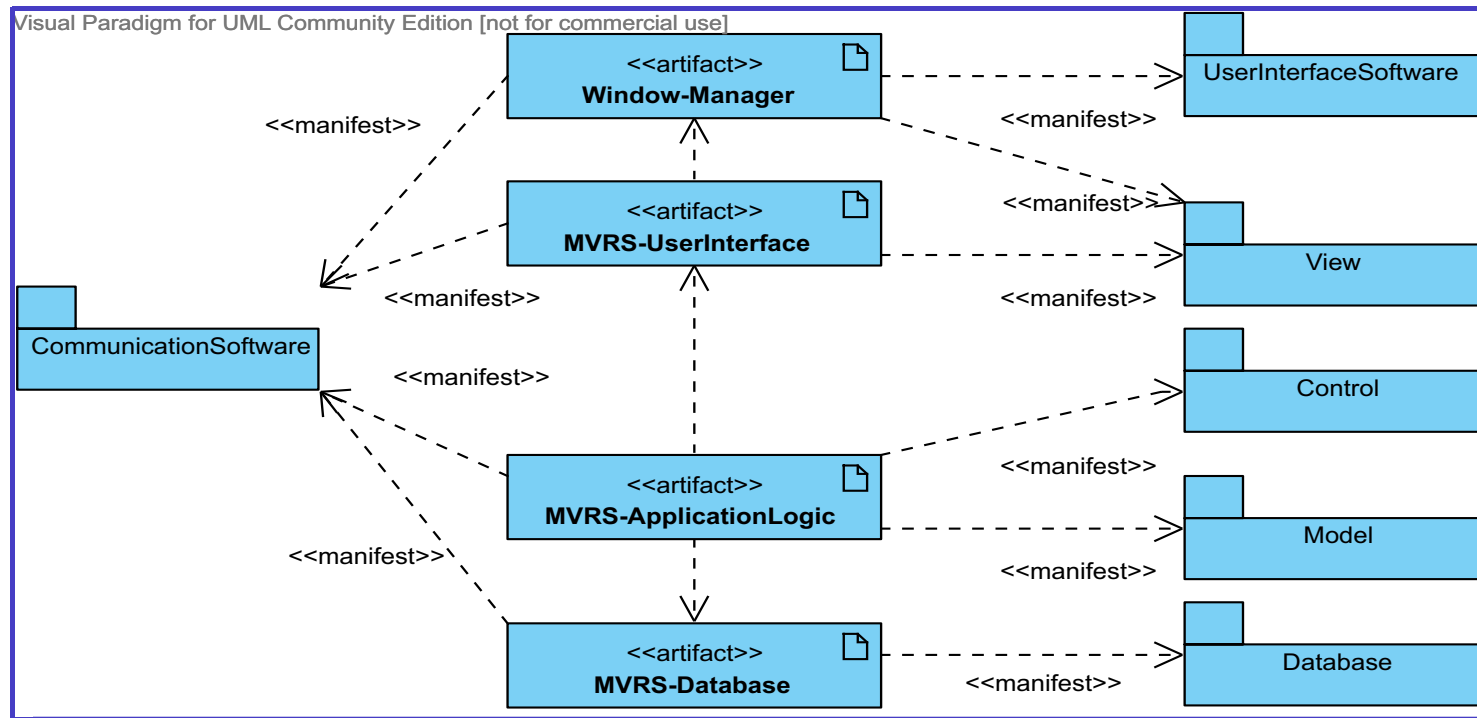 Visual Paradigm for UML Community Edition [not for commercial use]
<<artifact>>
Window-Manager
UserInterfaceSoftware
<<manifest>>
<<manifest>>
<<artifact>>
MVRS-UserInterface
<<manifest>>
View
<<manifest>>
<<manifest>>
CommunicationSoftware
<<manifest>>
Control
<<artifact>>
MVRS-ApplicationLogic
<<manifest>>
Model
<<manifest>>
<<manifest>>
<<artifact>>
MVRS-Database
Database
<<manifest>>